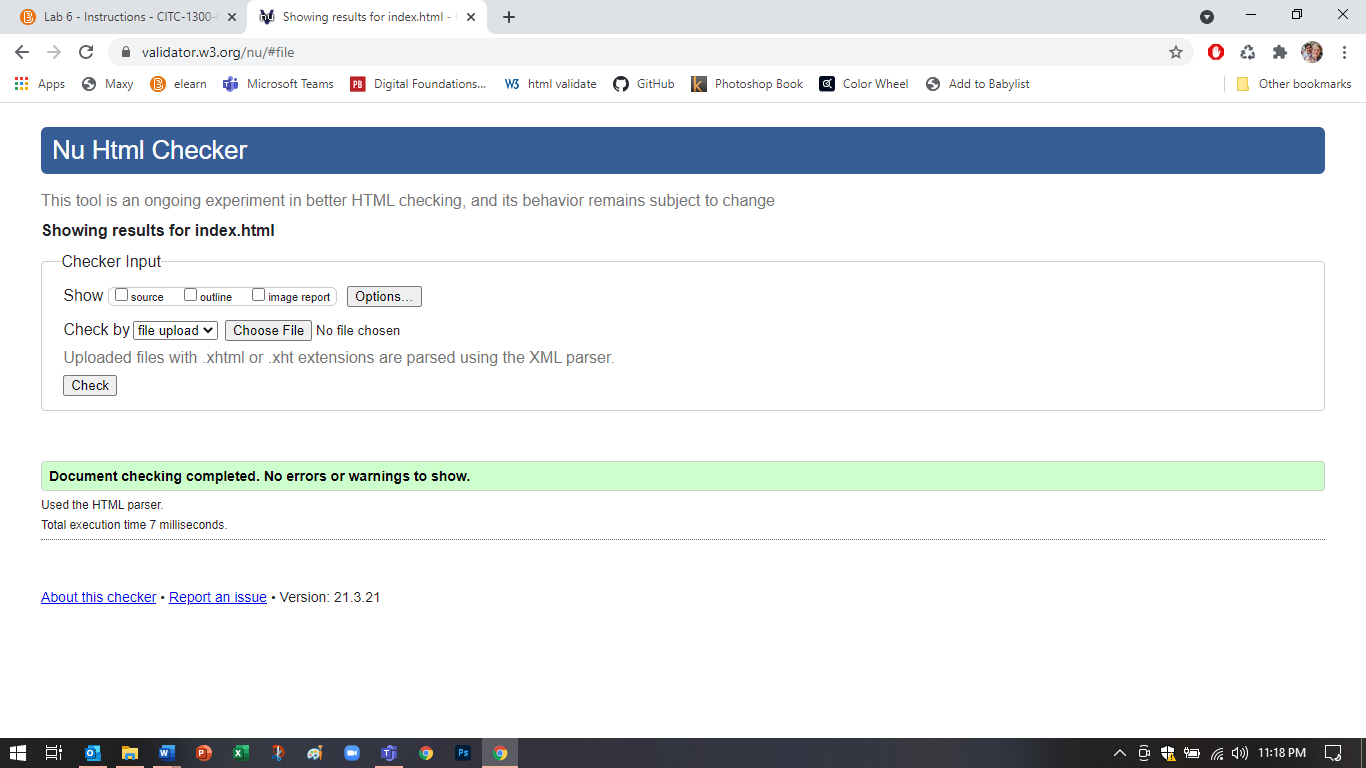 Lab 6 - Instructions - CITC-1300-
Showing results for index.html -
validator.w3.org/nu/#file
Apps Maxy elearn Microsoft Teams Digital Foundations... html validate GitHub Photoshop Book Color Wheel Add to Babylist Other bookmarks
Nu Html Checker
This tool is an ongoing experiment in better HTML checking, and its behavior remains subject to change
Showing results for index.html
Checker Input
Show source outline image report Options...
Check by file upload Choose File No file chosen
Uploaded files with .xhtml or .xht extensions are parsed using the XML parser.
Check
Document checking completed. No errors or warnings to show.
Used the HTML parser.
Total execution time 7 milliseconds.
About this checker • Report an issue • Version: 21.3.21
11:18 PM